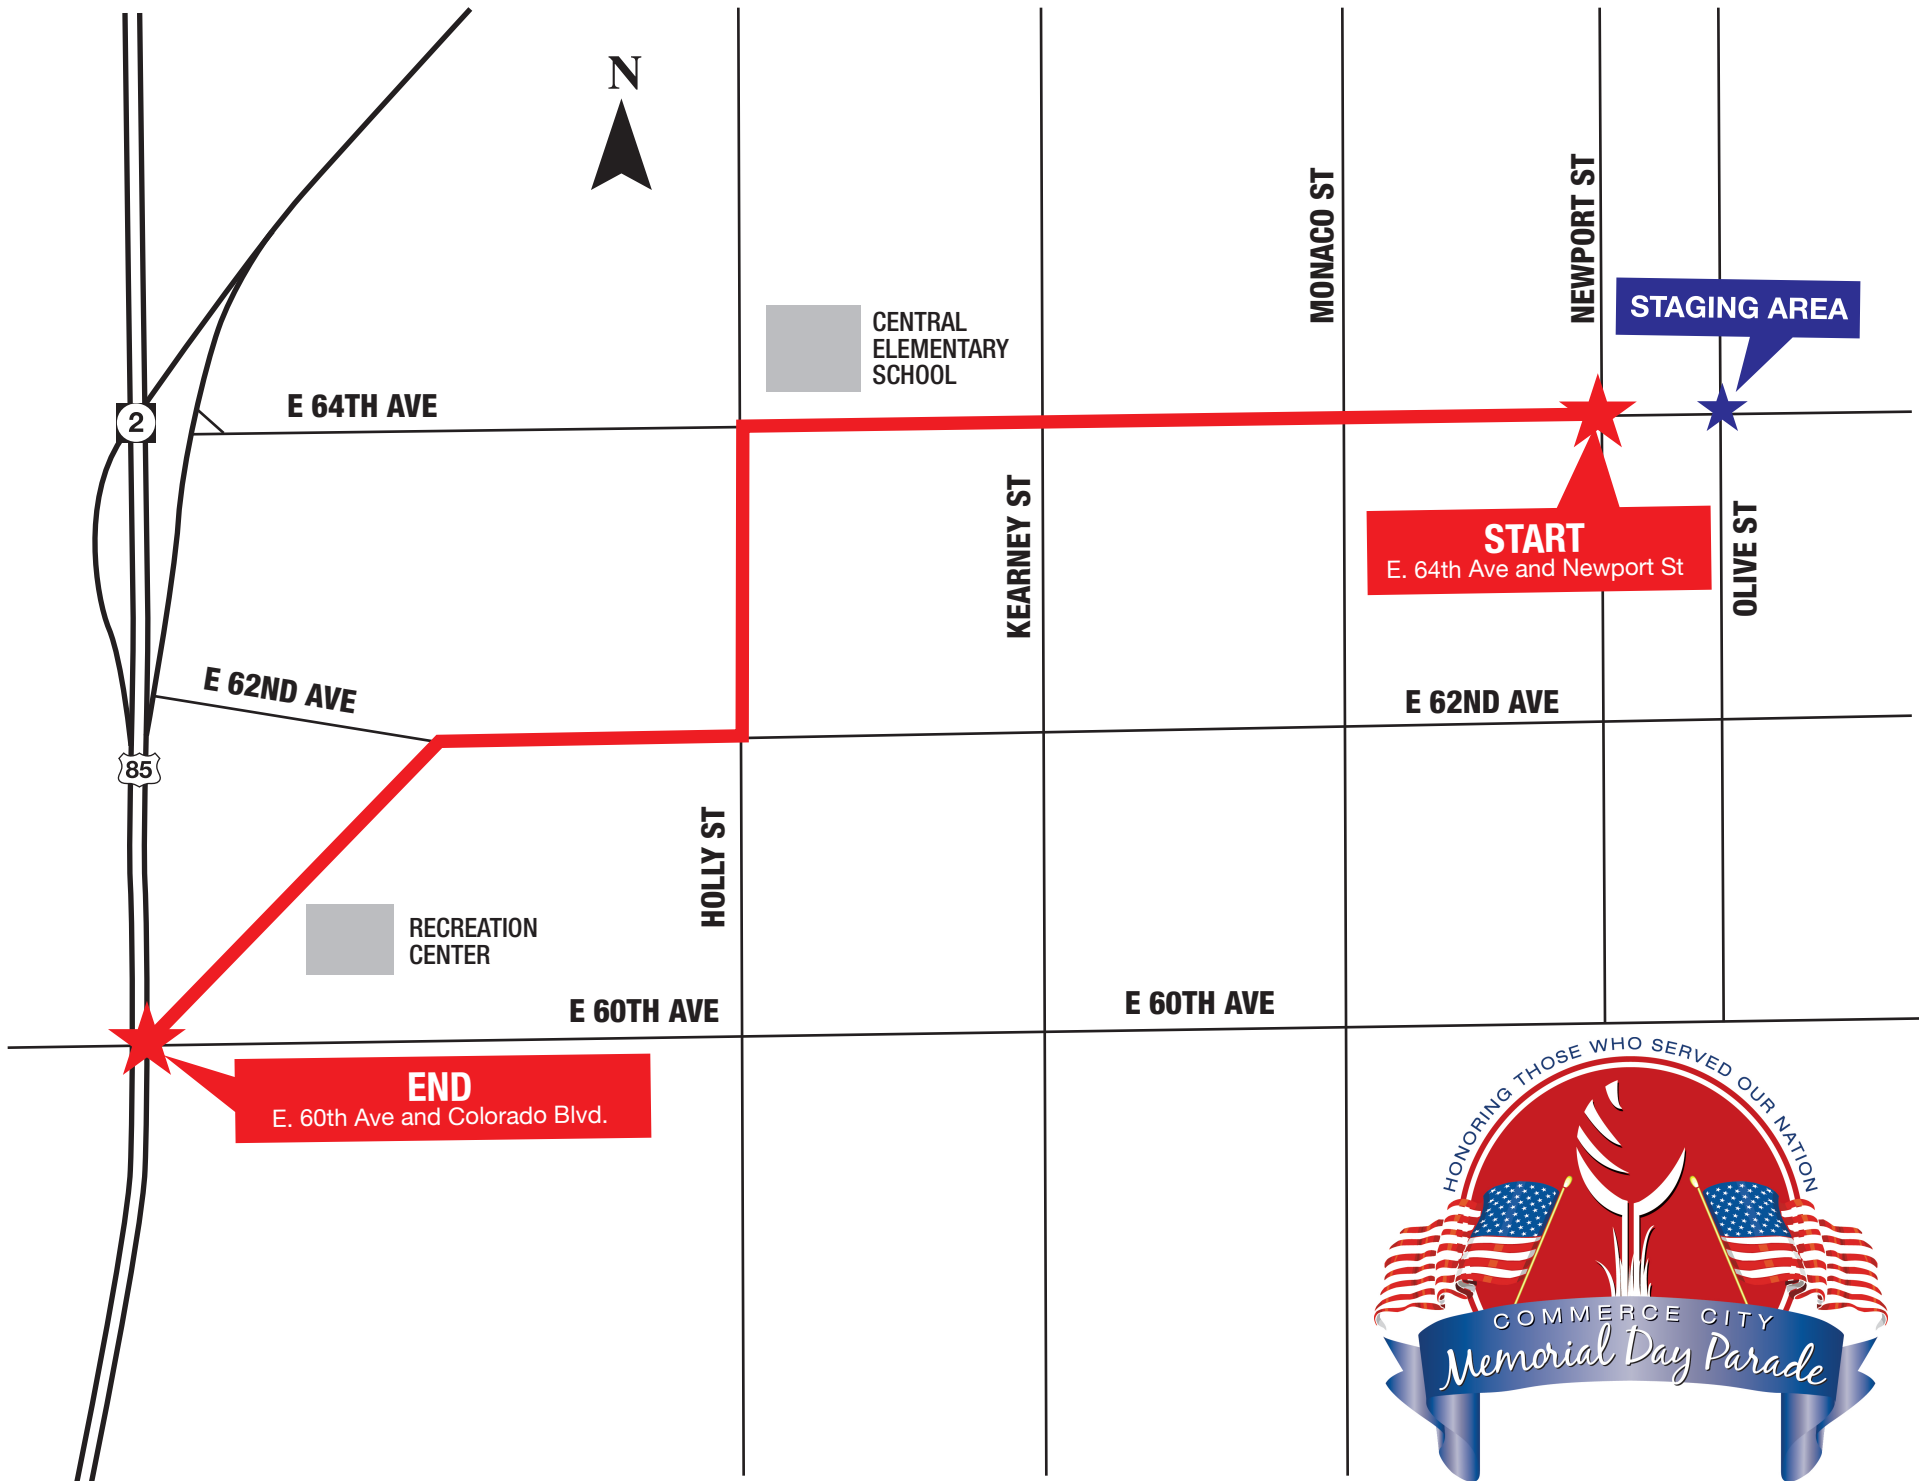 N
MONACO ST
NEWPORT ST
STAGING AREA
CENTRAL
ELEMENTARY
SCHOOL
E 64TH AVE
2
KEARNEY ST
START
E. 64th Ave and Newport St
OLIVE ST
E 62ND AVE
E 62ND AVE
85
HOLLY ST
RECREATION
CENTER
E 60TH AVE
E 60TH AVE
END
E. 60th Ave and Colorado Blvd.
HONORING THOSE WHO SERVED OUR NATION
COMMERCE CITY
Memorial Day Parade